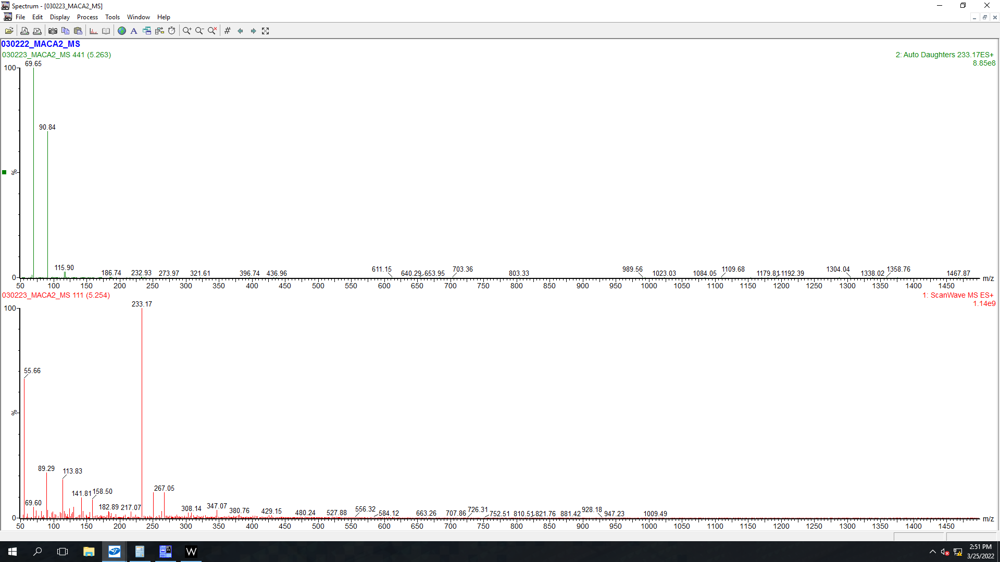 Spectrum - [030223_MACA2_MS]
File Edit Display Process Tools Window Help
030222_MACA2_MS
030223_MACA2_MS 441 (5.263)
2: Auto Daughters 233.17ES+
8.85e8
69.65
100
90.84
%
115.90
186.74 232.93 273.97 321.61 396.74 436.96 611.15 640.29 653.95 703.36 803.33 989.56 1023.03 1084.05 1109.68 1179.81 1192.39 1304.04 1338.02 1358.76 1467.87
0
50 100 150 200 250 300 350 400 450 500 550 600 650 700 750 800 850 900 950 1000 1050 1100 1150 1200 1250 1300 1350 1400 1450 m/z
030223_MACA2_MS 111 (5.254)
1: ScanWave MS ES+
1.14e9
233.17
100
55.66
%
89.29
113.83
141.81 158.50 267.05
69.60 182.89 217.07 308.14 347.07 380.76 429.15 480.24 527.88 556.32 584.12 663.26 707.86 726.31 752.51 810.51 821.76 881.42 928.18 947.23 1009.49
0
50 100 150 200 250 300 350 400 450 500 550 600 650 700 750 800 850 900 950 1000 1050 1100 1150 1200 1250 1300 1350 1400 1450 m/z
W
2:51 PM
3/25/2022